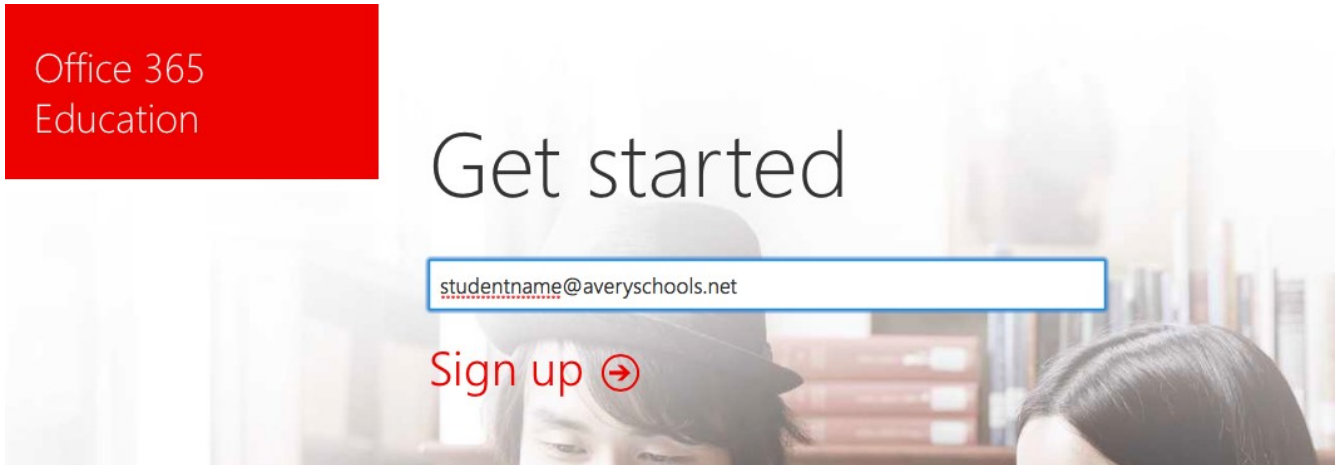 Office 365
Education
Get started
studentname@averyschools.net
Sign up